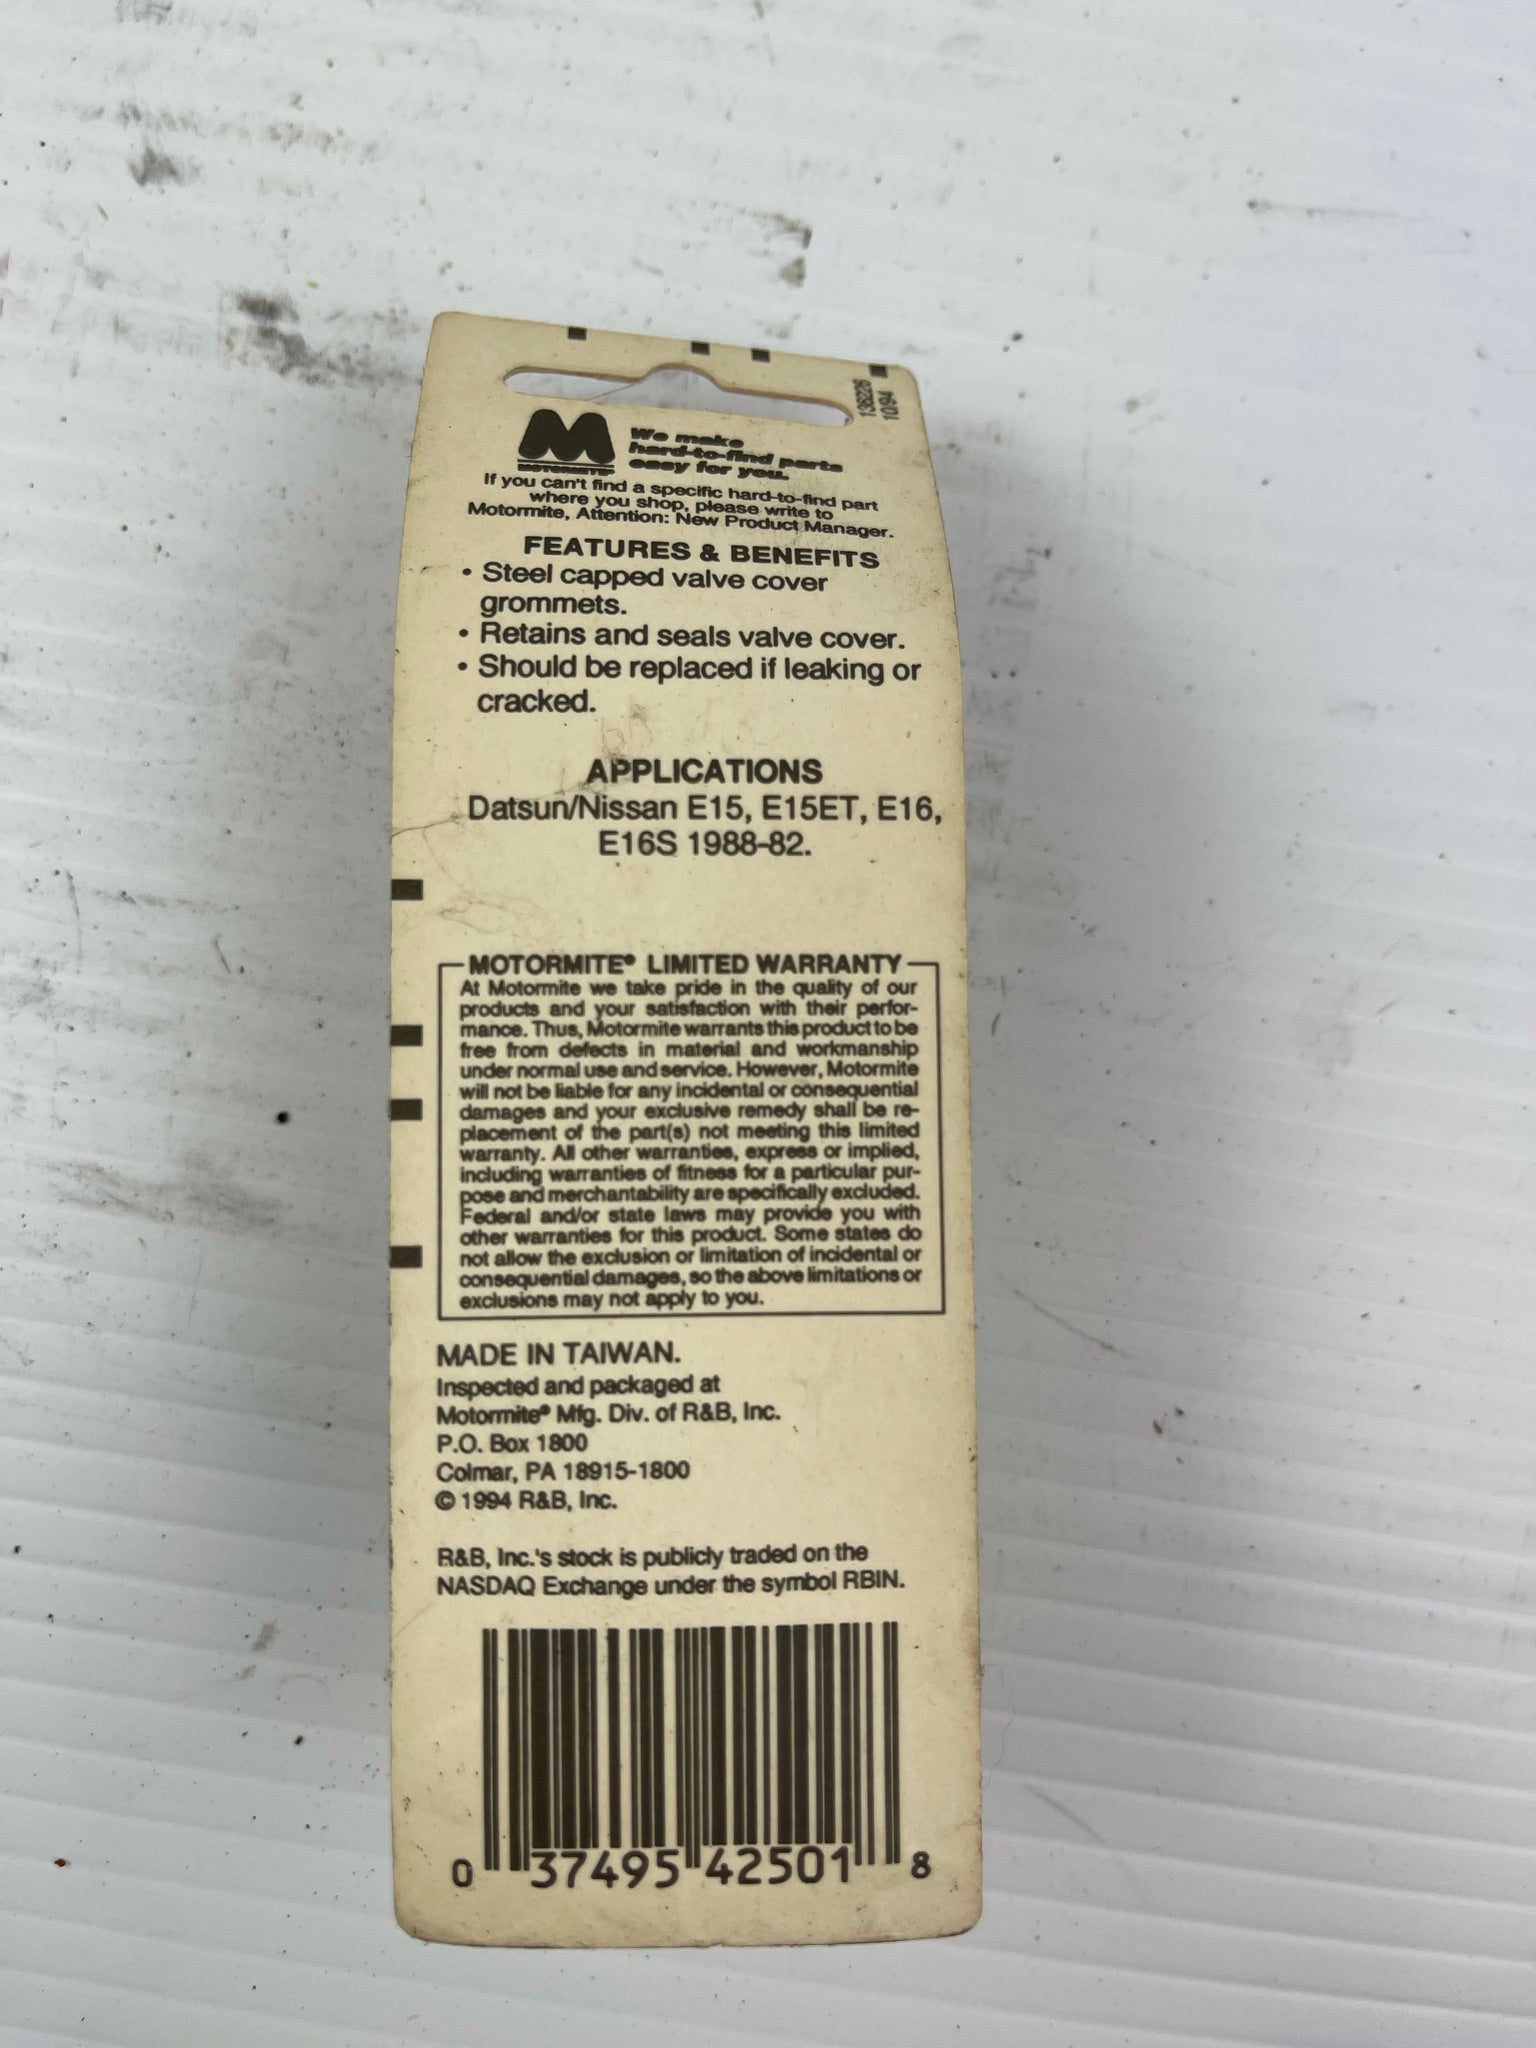 136226
10/94
M
MOTORMITE®
We make
hard-to-find parts
easy for you.
If you can't find a specific hard-to-find part
where you shop, please write to
Motormite, Attention: New Product Manager.
FEATURES & BENEFITS
• Steel capped valve cover
grommets.
• Retains and seals valve cover.
• Should be replaced if leaking or
cracked.
APPLICATIONS
Datsun/Nissan E15, E15ET, E16,
E16S 1988-82.
MOTORMITE® LIMITED WARRANTY
At Motormite we take pride in the quality of our
products and your satisfaction with their perfor-
mance. Thus, Motormite warrants this product to be
free from defects in material and workmanship
under normal use and service. However, Motormite
will not be liable for any incidental or consequential
damages and your exclusive remedy shall be re-
placement of the part(s) not meeting this limited
warranty. All other warranties, express or implied,
including warranties of fitness for a particular pur-
pose and merchantability are specifically excluded.
Federal and/or state laws may provide you with
other warranties for this product. Some states do
not allow the exclusion or limitation of incidental or
consequential damages, so the above limitations or
exclusions may not apply to you.
MADE IN TAIWAN.
Inspected and packaged at
Motormite® Mfg. Div. of R&B, Inc.
P.O. Box 1800
Colmar, PA 18915-1800
© 1994 R&B, Inc.
R&B, Inc.'s stock is publicly traded on the
NASDAQ Exchange under the symbol RBIN.
0 37495 42501 8